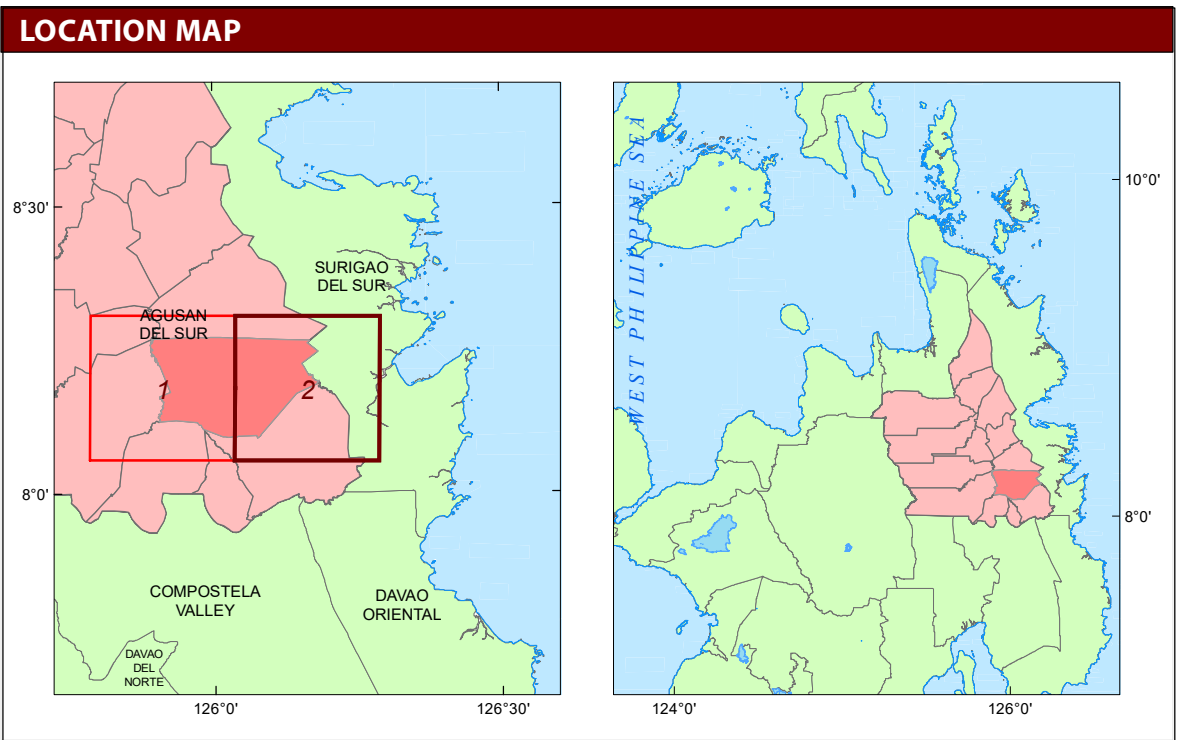 LOCATION MAP
8°30'
SURIGAO
DEL SUR
AGUSAN
DEL SUR
1
2
8°0'
COMPOSTELA
VALLEY
DAVAO
ORIENTAL
DAVAO
DEL
NORTE
126°0'
126°30'
WEST PHILIPPINE SEA
10°0'
8°0'
124°0'
126°0'